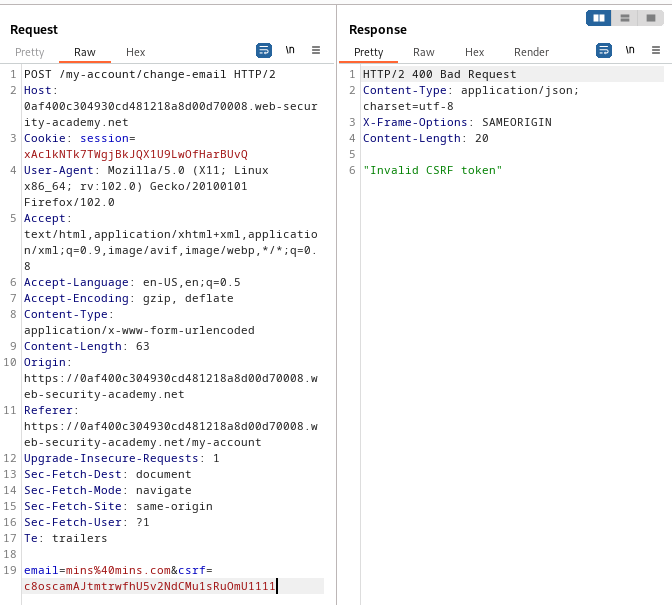 Request
Pretty Raw Hex \n
1 POST /my-account/change-email HTTP/2
2 Host:
0af400c304930cd481218a8d00d70008.web-secur
ity-academy.net
3 Cookie: session=
xAclkNTk7TWgjBkJQX1U9LwOfHarBUvQ
4 User-Agent: Mozilla/5.0 (X11; Linux
x86_64; rv:102.0) Gecko/20100101
Firefox/102.0
5 Accept:
text/html,application/xhtml+xml,applicatio
n/xml;q=0.9,image/avif,image/webp,*/*;q=0.
8
6 Accept-Language: en-US,en;q=0.5
7 Accept-Encoding: gzip, deflate
8 Content-Type:
application/x-www-form-urlencoded
9 Content-Length: 63
10 Origin:
https://0af400c304930cd481218a8d00d70008.w
eb-security-academy.net
11 Referer:
https://0af400c304930cd481218a8d00d70008.w
eb-security-academy.net/my-account
12 Upgrade-Insecure-Requests: 1
13 Sec-Fetch-Dest: document
14 Sec-Fetch-Mode: navigate
15 Sec-Fetch-Site: same-origin
16 Sec-Fetch-User: ?1
17 Te: trailers
18
19 email=mins%40mins.com&csrf=
c8oscamAJtmtrwfhU5v2NdCMu1sRuOmU1111
Response
Pretty Raw Hex Render \n
1 HTTP/2 400 Bad Request
2 Content-Type: application/json;
charset=utf-8
3 X-Frame-Options: SAMEORIGIN
4 Content-Length: 20
5
6 "Invalid CSRF token"